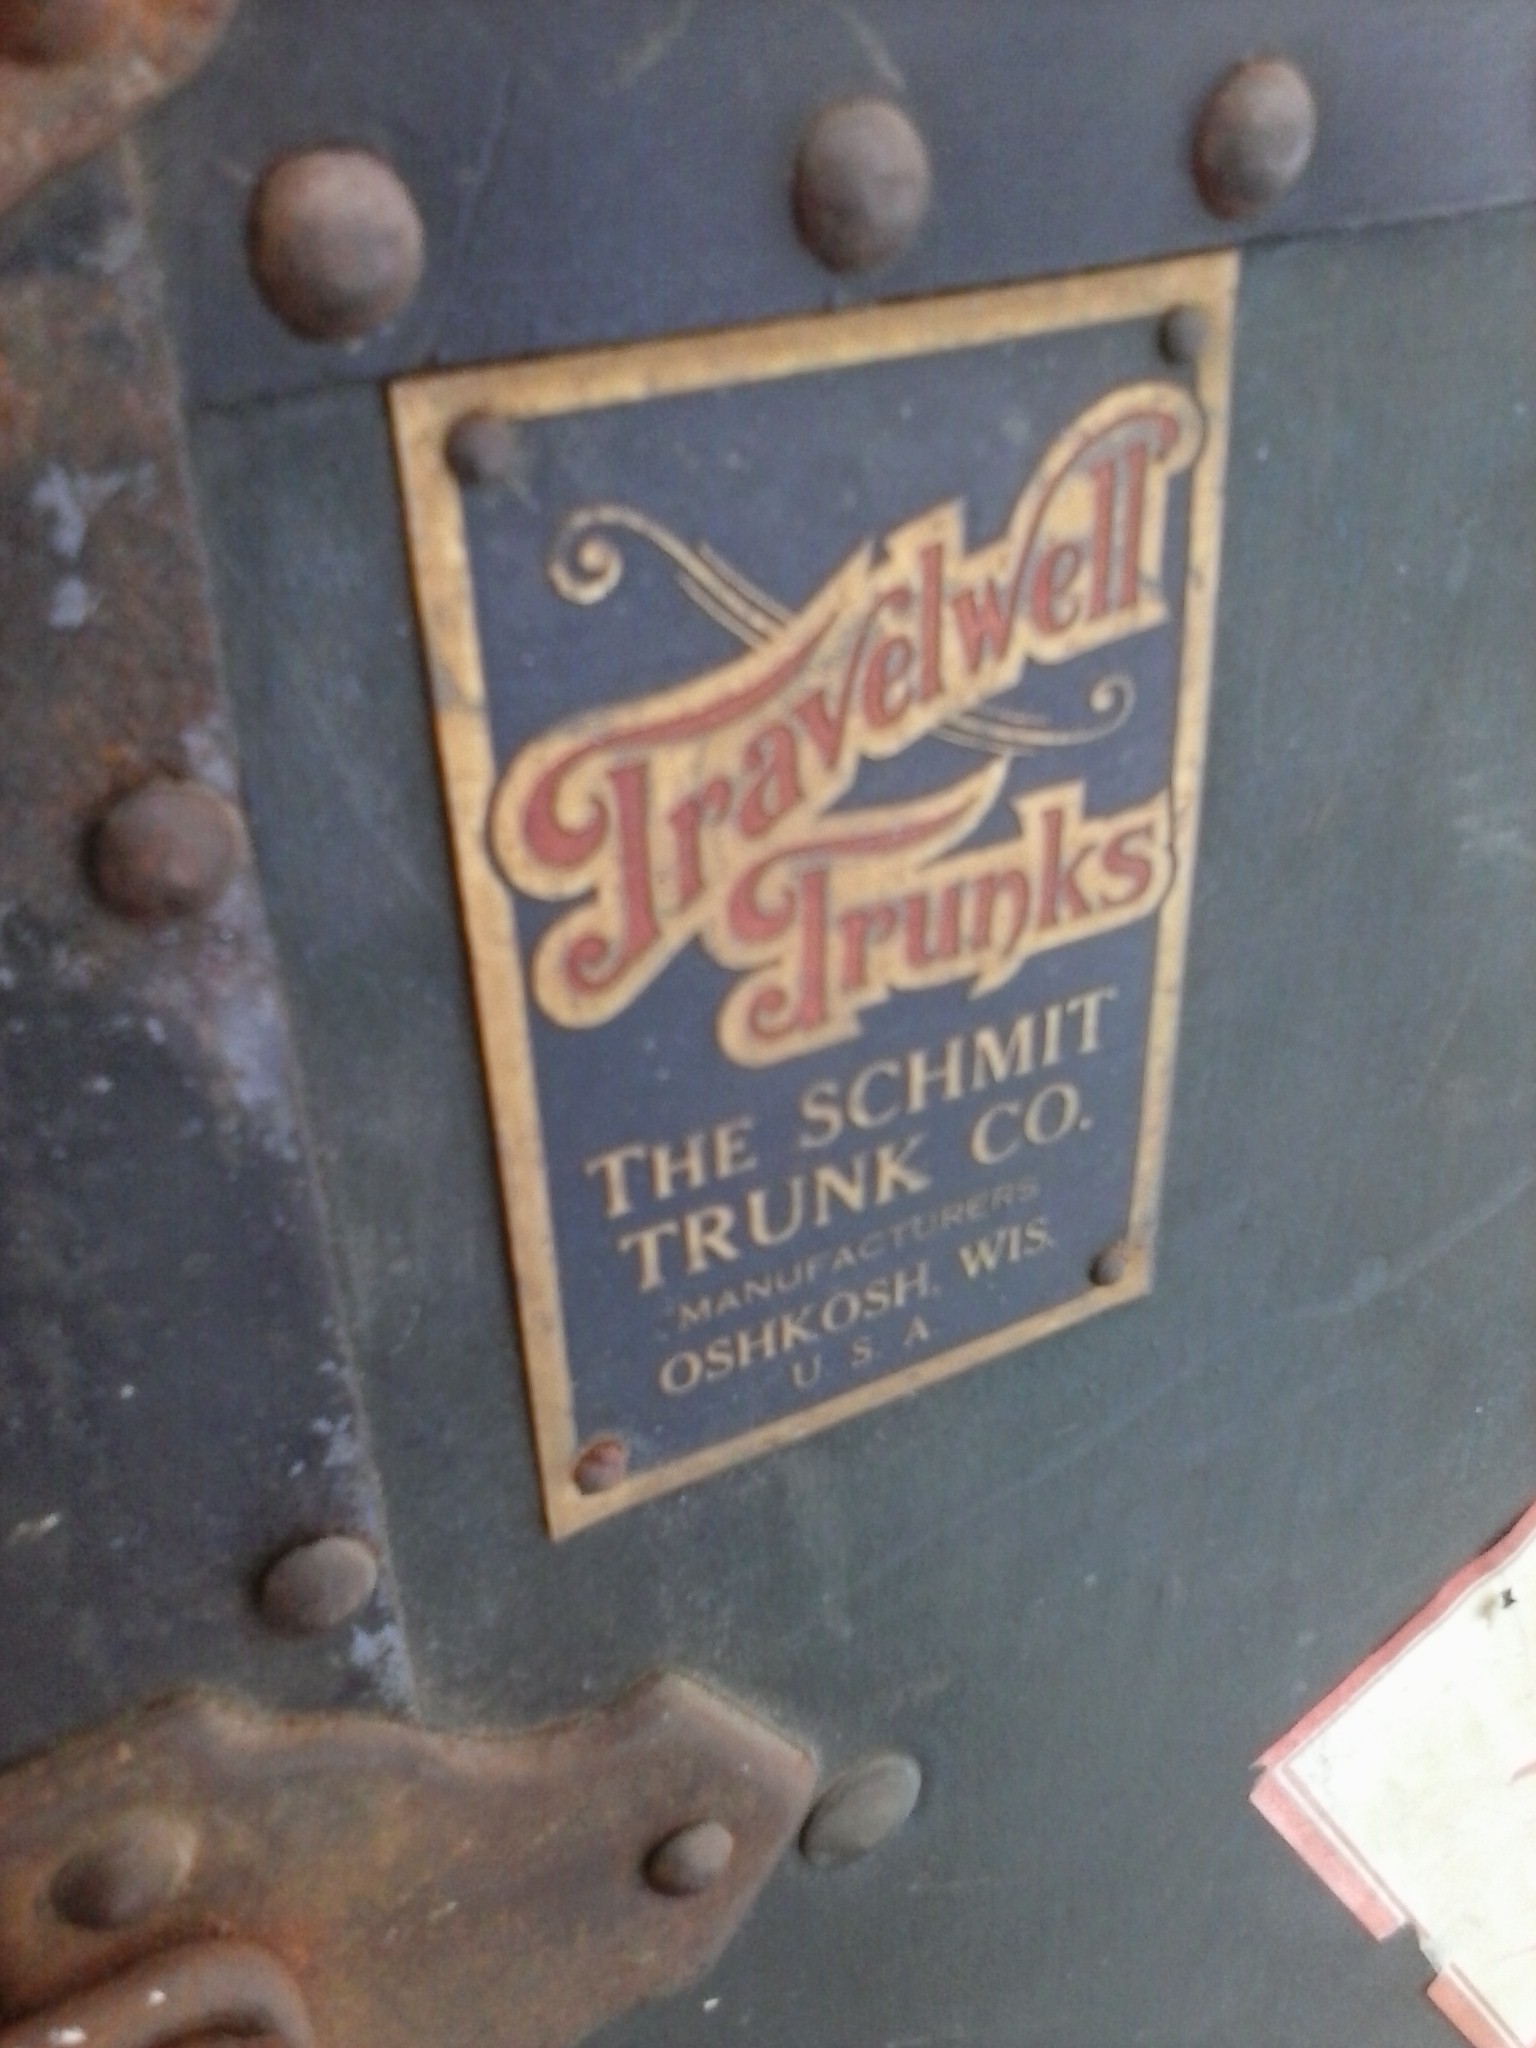 Travelwell
Trunks
THE SCHMIT
TRUNK CO.
MANUFACTURERS
OSHKOSH, WIS.
U. S. A.